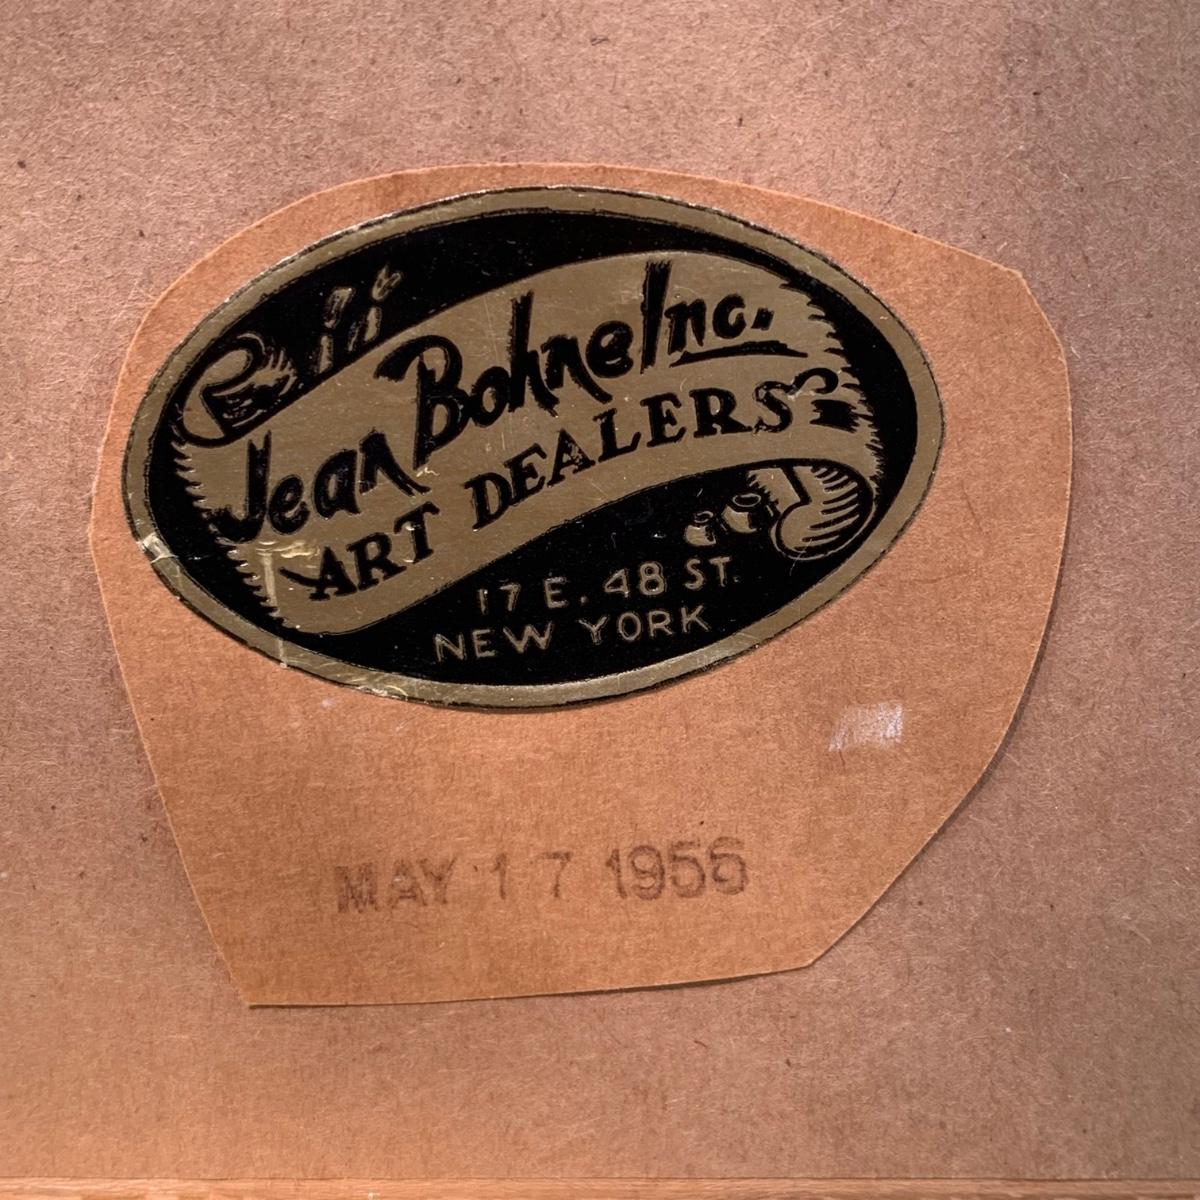 Jean Bohne Inc.
ART DEALERS
17 E. 48 ST.
NEW YORK
MAY 17 1956